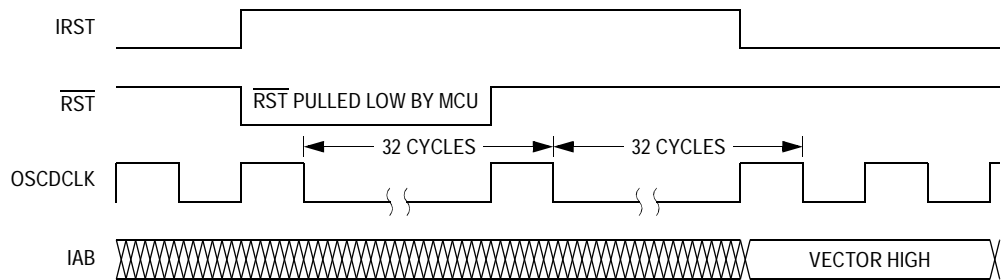 IRST
RST
RST PULLED LOW BY MCU
32 CYCLES
32 CYCLES
OSCDCLK
IAB
VECTOR HIGH